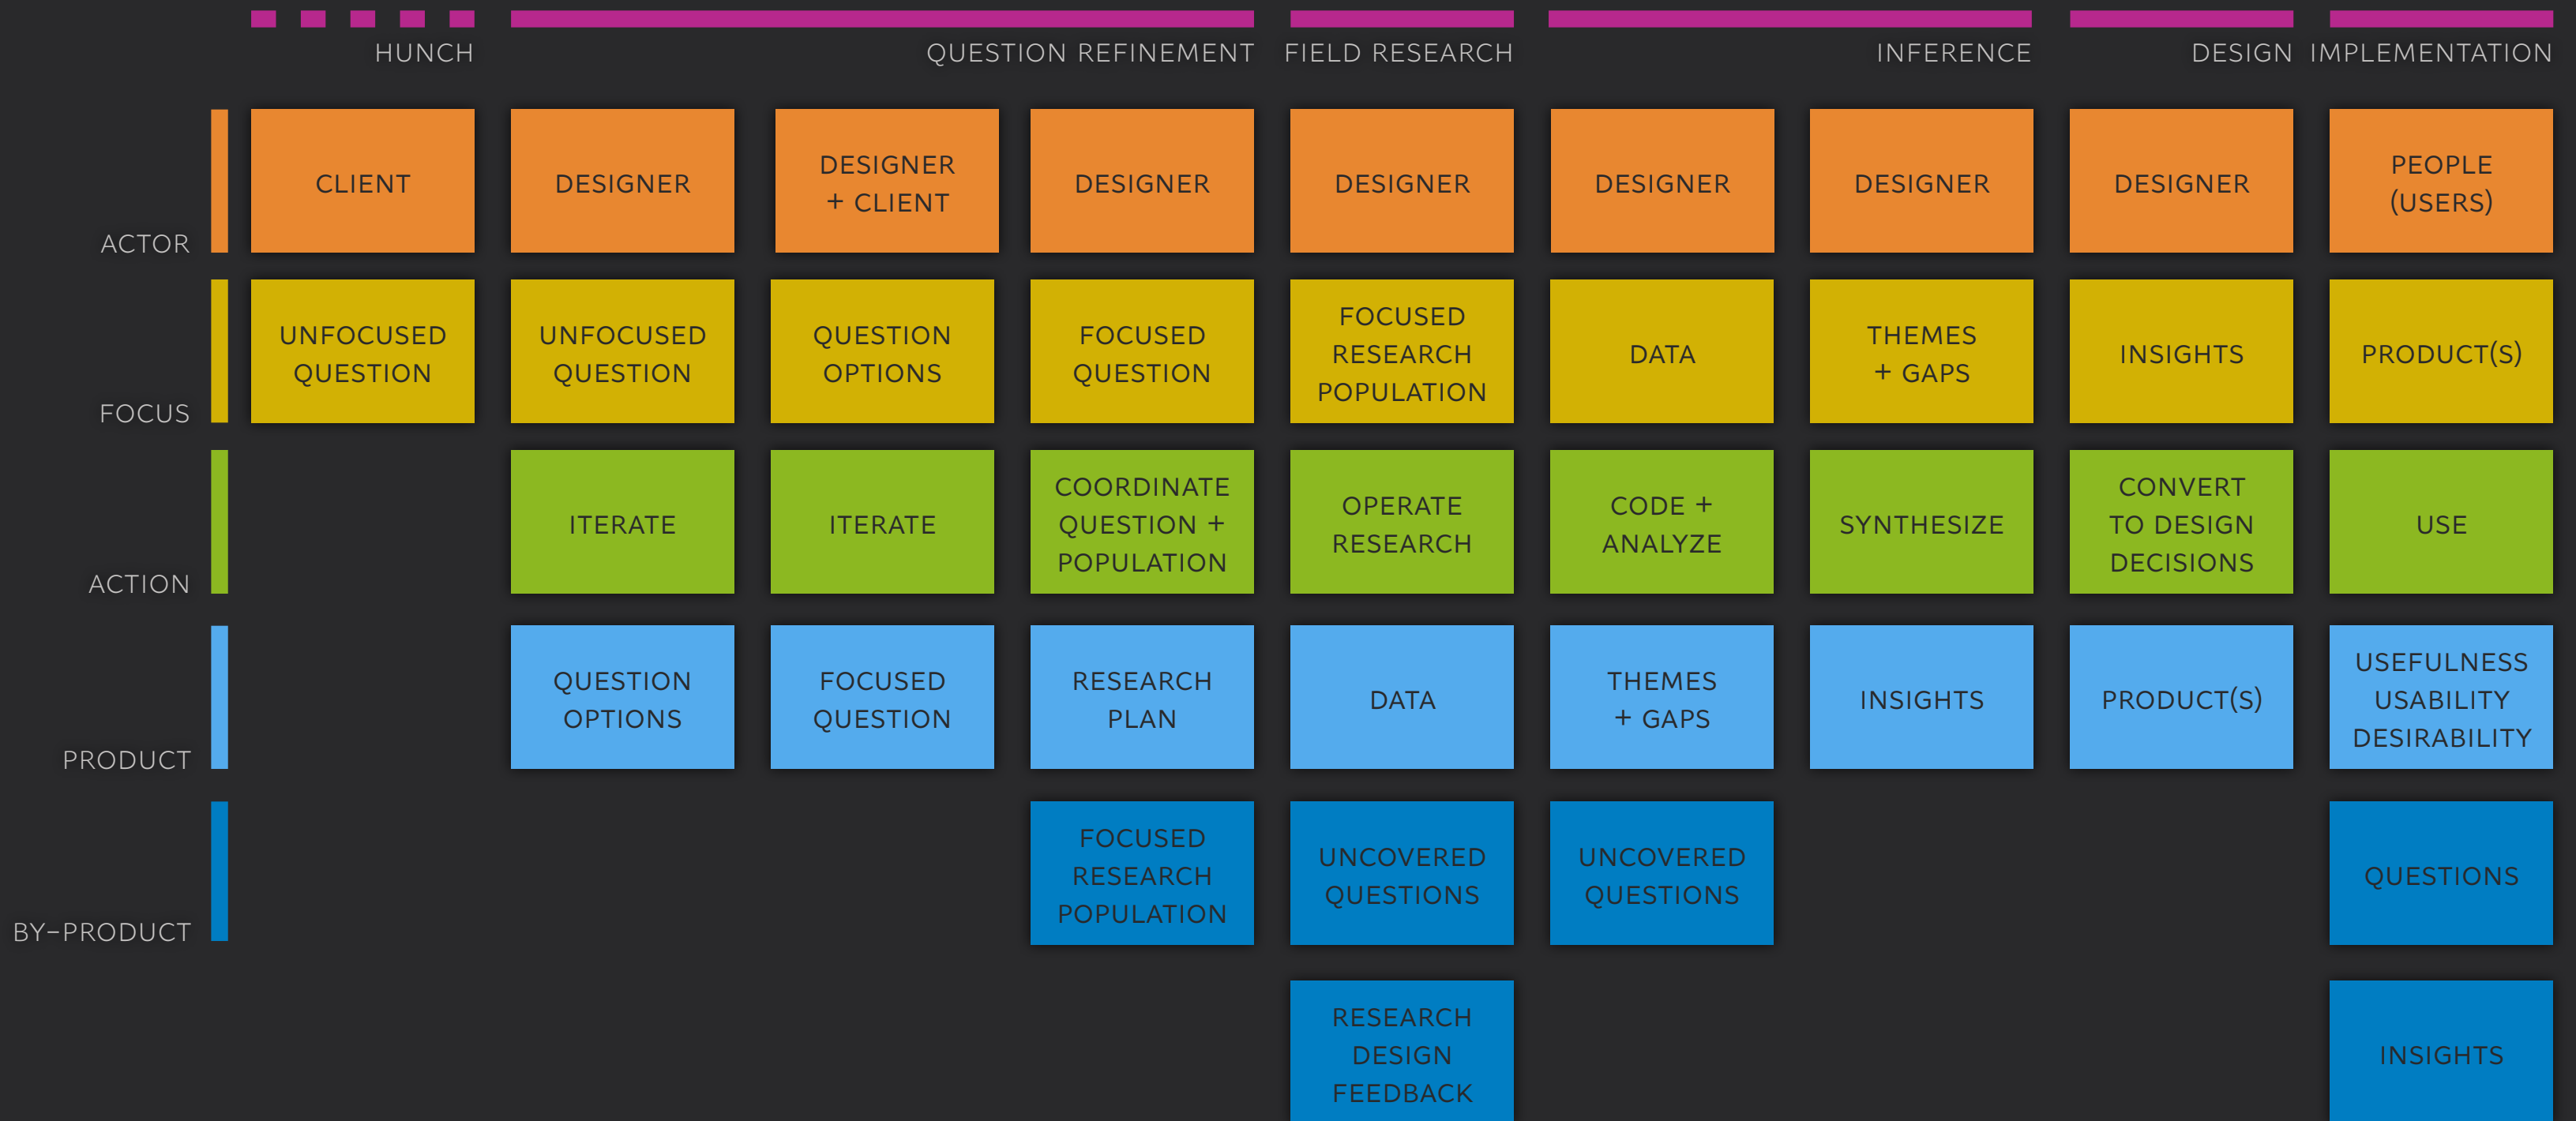 HUNCH
QUESTION REFINEMENT
FIELD RESEARCH
INFERENCE
DESIGN
IMPLEMENTATION
ACTOR
CLIENT
DESIGNER
DESIGNER
+ CLIENT
DESIGNER
DESIGNER
DESIGNER
DESIGNER
DESIGNER
PEOPLE
(USERS)
FOCUS
UNFOCUSED
QUESTION
UNFOCUSED
QUESTION
QUESTION
OPTIONS
FOCUSED
QUESTION
FOCUSED
RESEARCH
POPULATION
DATA
THEMES
+ GAPS
INSIGHTS
PRODUCT(S)
ACTION
ITERATE
ITERATE
COORDINATE
QUESTION +
POPULATION
OPERATE
RESEARCH
CODE +
ANALYZE
SYNTHESIZE
CONVERT
TO DESIGN
DECISIONS
USE
PRODUCT
QUESTION
OPTIONS
FOCUSED
QUESTION
RESEARCH
PLAN
DATA
THEMES
+ GAPS
INSIGHTS
PRODUCT(S)
USEFULNESS
USABILITY
DESIRABILITY
BY-PRODUCT
FOCUSED
RESEARCH
POPULATION
UNCOVERED
QUESTIONS
UNCOVERED
QUESTIONS
QUESTIONS
RESEARCH
DESIGN
FEEDBACK
INSIGHTS